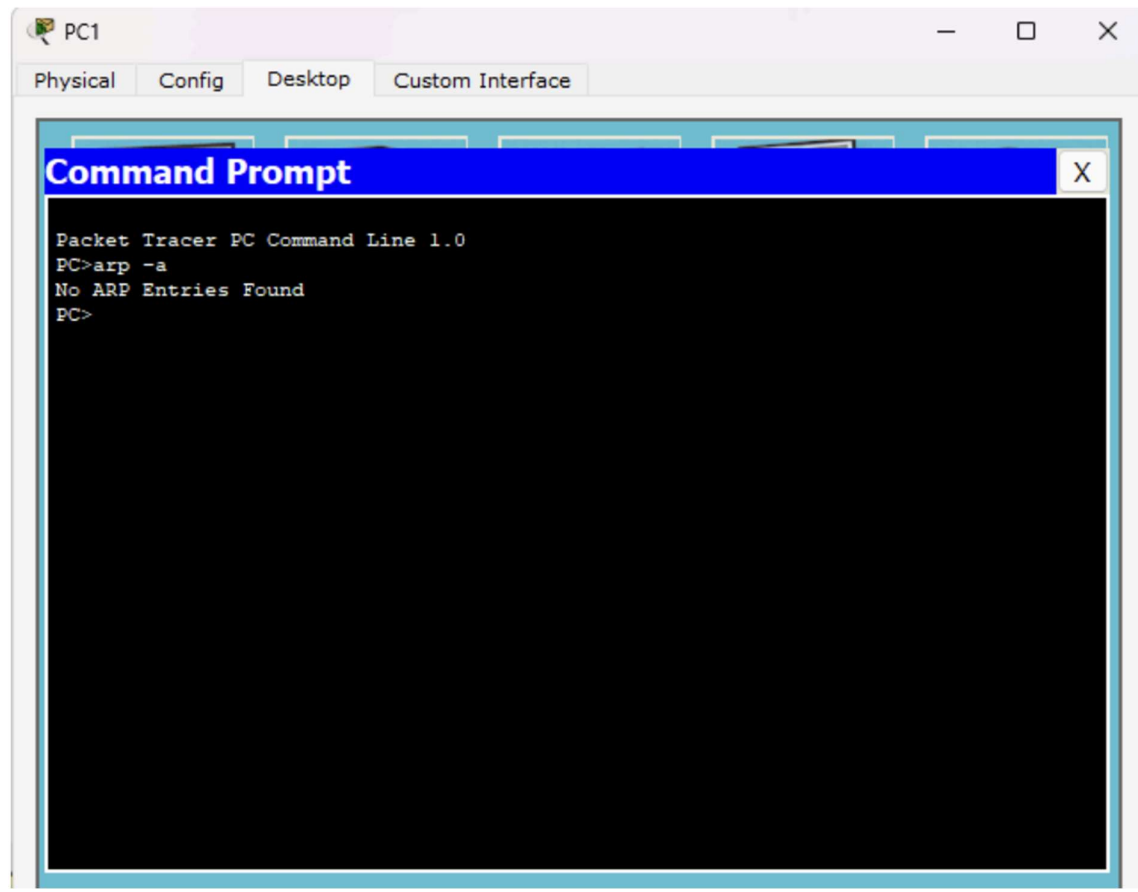 PC1
Physical Config Desktop Custom Interface
Command Prompt X
Packet Tracer PC Command Line 1.0
PC>arp -a
No ARP Entries Found
PC>